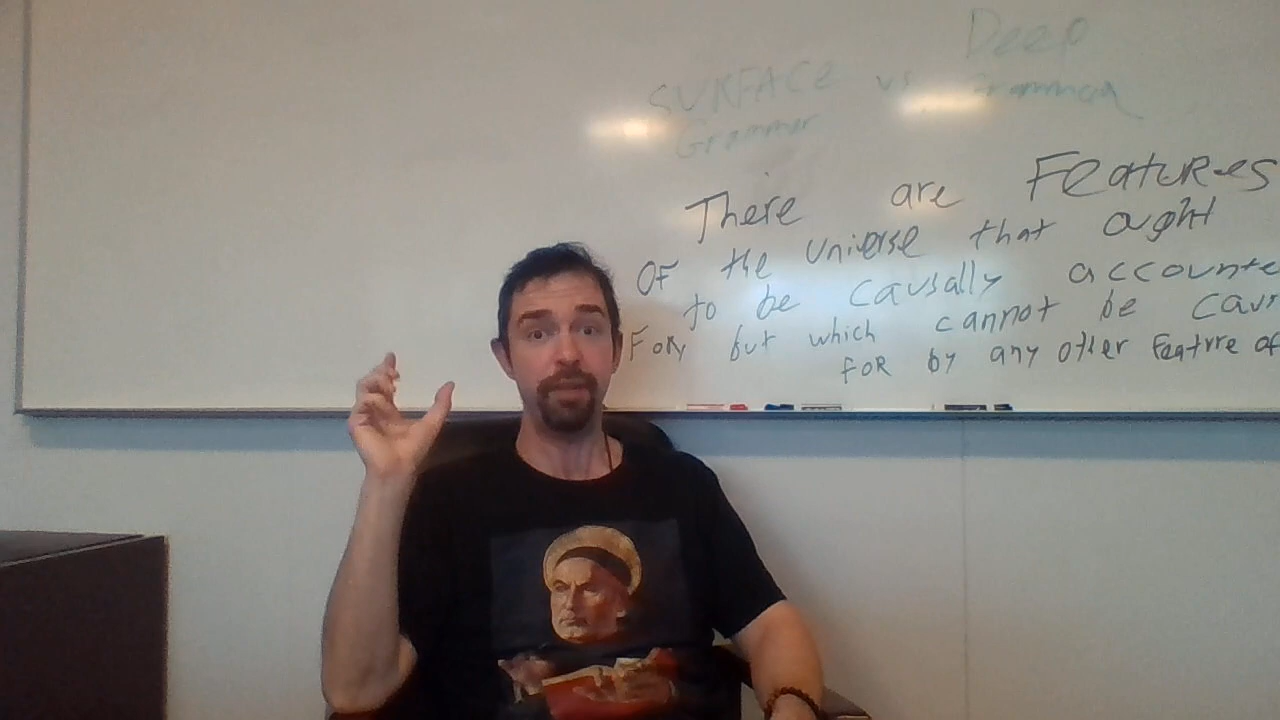 Deep
SURFACE vs Grammar
Grammar
There are Features
Of the Universe that ought
to be causally accounte
For, but which cannot be caus
for by any other feature of